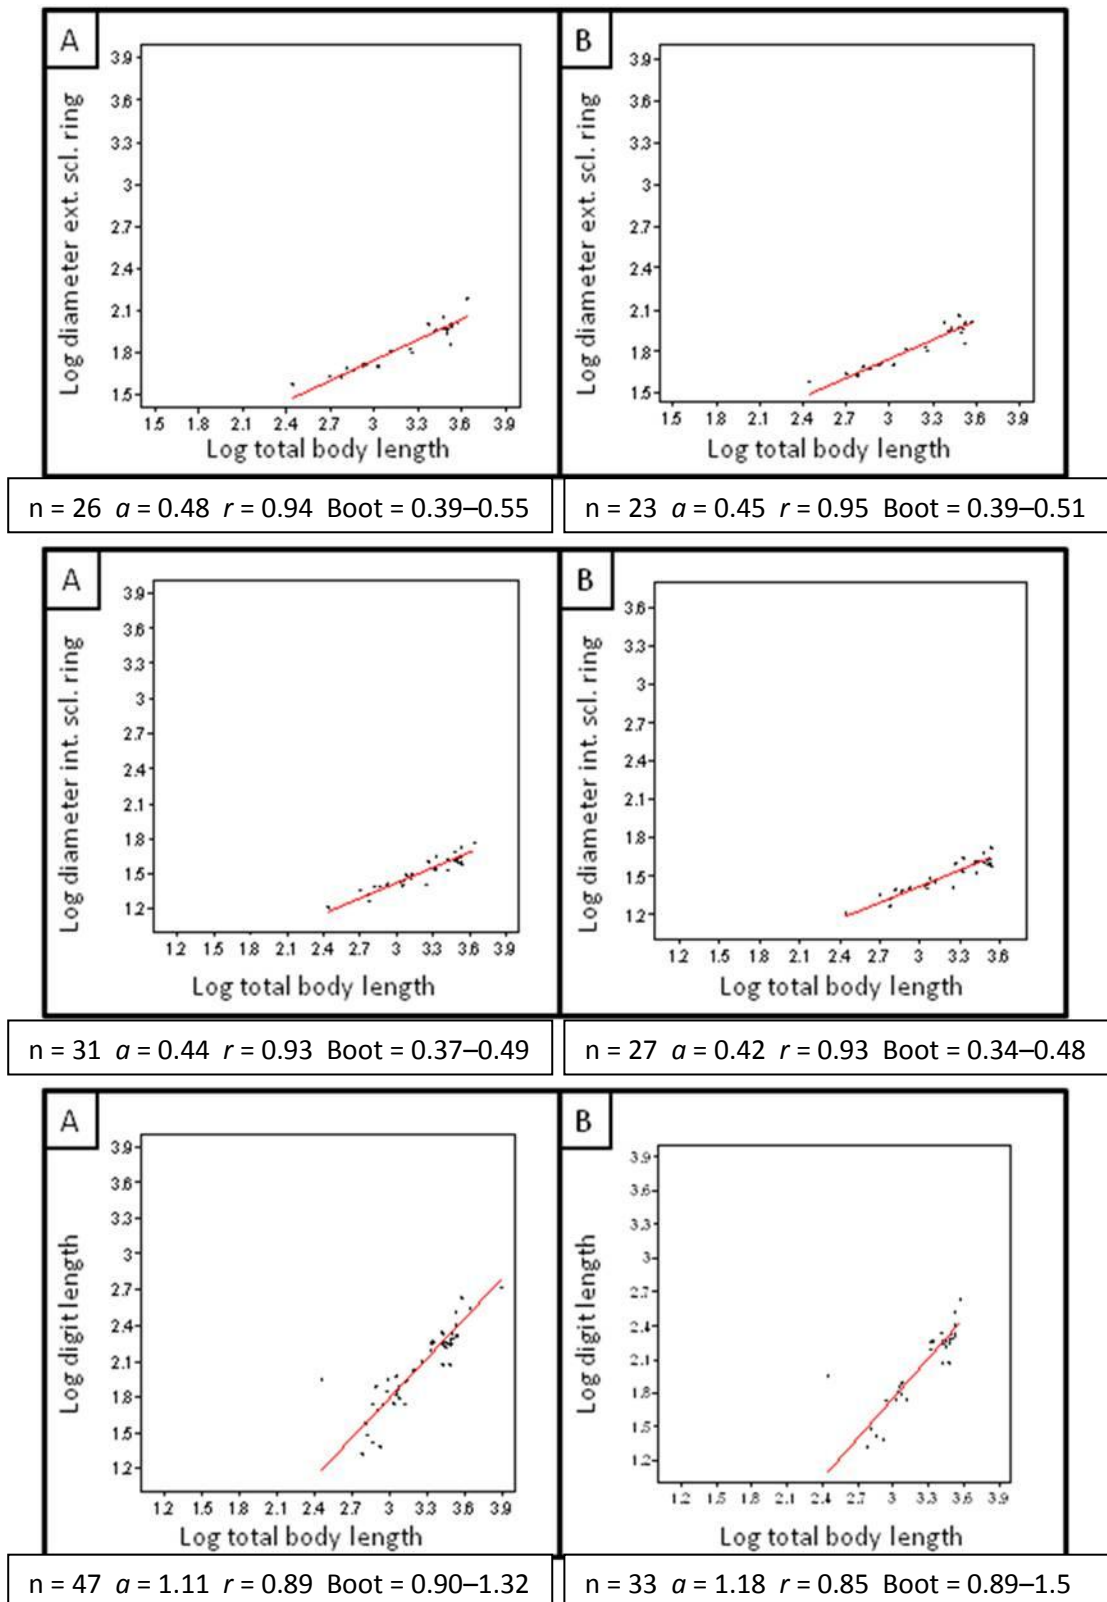 A
Log diameter ext. scl. ring
3.9
3.6
3.3
3
2.7
2.4
2.1
1.8
1.5
1.5 1.8 2.1 2.4 2.7 3 3.3 3.6 3.9
Log total body length
n = 26 a = 0.48 r = 0.94 Boot = 0.39–0.55
B
Log diameter ext. scl. ring
3.9
3.6
3.3
3
2.7
2.4
2.1
1.8
1.5
1.5 1.8 2.1 2.4 2.7 3 3.3 3.6 3.9
Log total body length
n = 23 a = 0.45 r = 0.95 Boot = 0.39–0.51
A
Log diameter int. scl. ring
3.9
3.6
3.3
3
2.7
2.4
2.1
1.8
1.5
1.2
1.2 1.5 1.8 2.1 2.4 2.7 3 3.3 3.6 3.9
Log total body length
n = 31 a = 0.44 r = 0.93 Boot = 0.37–0.49
B
Log diameter int. scl. ring
3.6
3.3
3
2.7
2.4
2.1
1.8
1.5
1.2
1.2 1.5 1.8 2.1 2.4 2.7 3 3.3 3.6
Log total body length
n = 27 a = 0.42 r = 0.93 Boot = 0.34–0.48
A
Log digit length
3.9
3.6
3.3
3
2.7
2.4
2.1
1.8
1.5
1.2
1.2 1.5 1.8 2.1 2.4 2.7 3 3.3 3.6 3.9
Log total body length
n = 47 a = 1.11 r = 0.89 Boot = 0.90–1.32
B
Log digit length
3.9
3.6
3.3
3
2.7
2.4
2.1
1.8
1.5
1.2
1.2 1.5 1.8 2.1 2.4 2.7 3 3.3 3.6 3.9
Log total body length
n = 33 a = 1.18 r = 0.85 Boot = 0.89–1.5